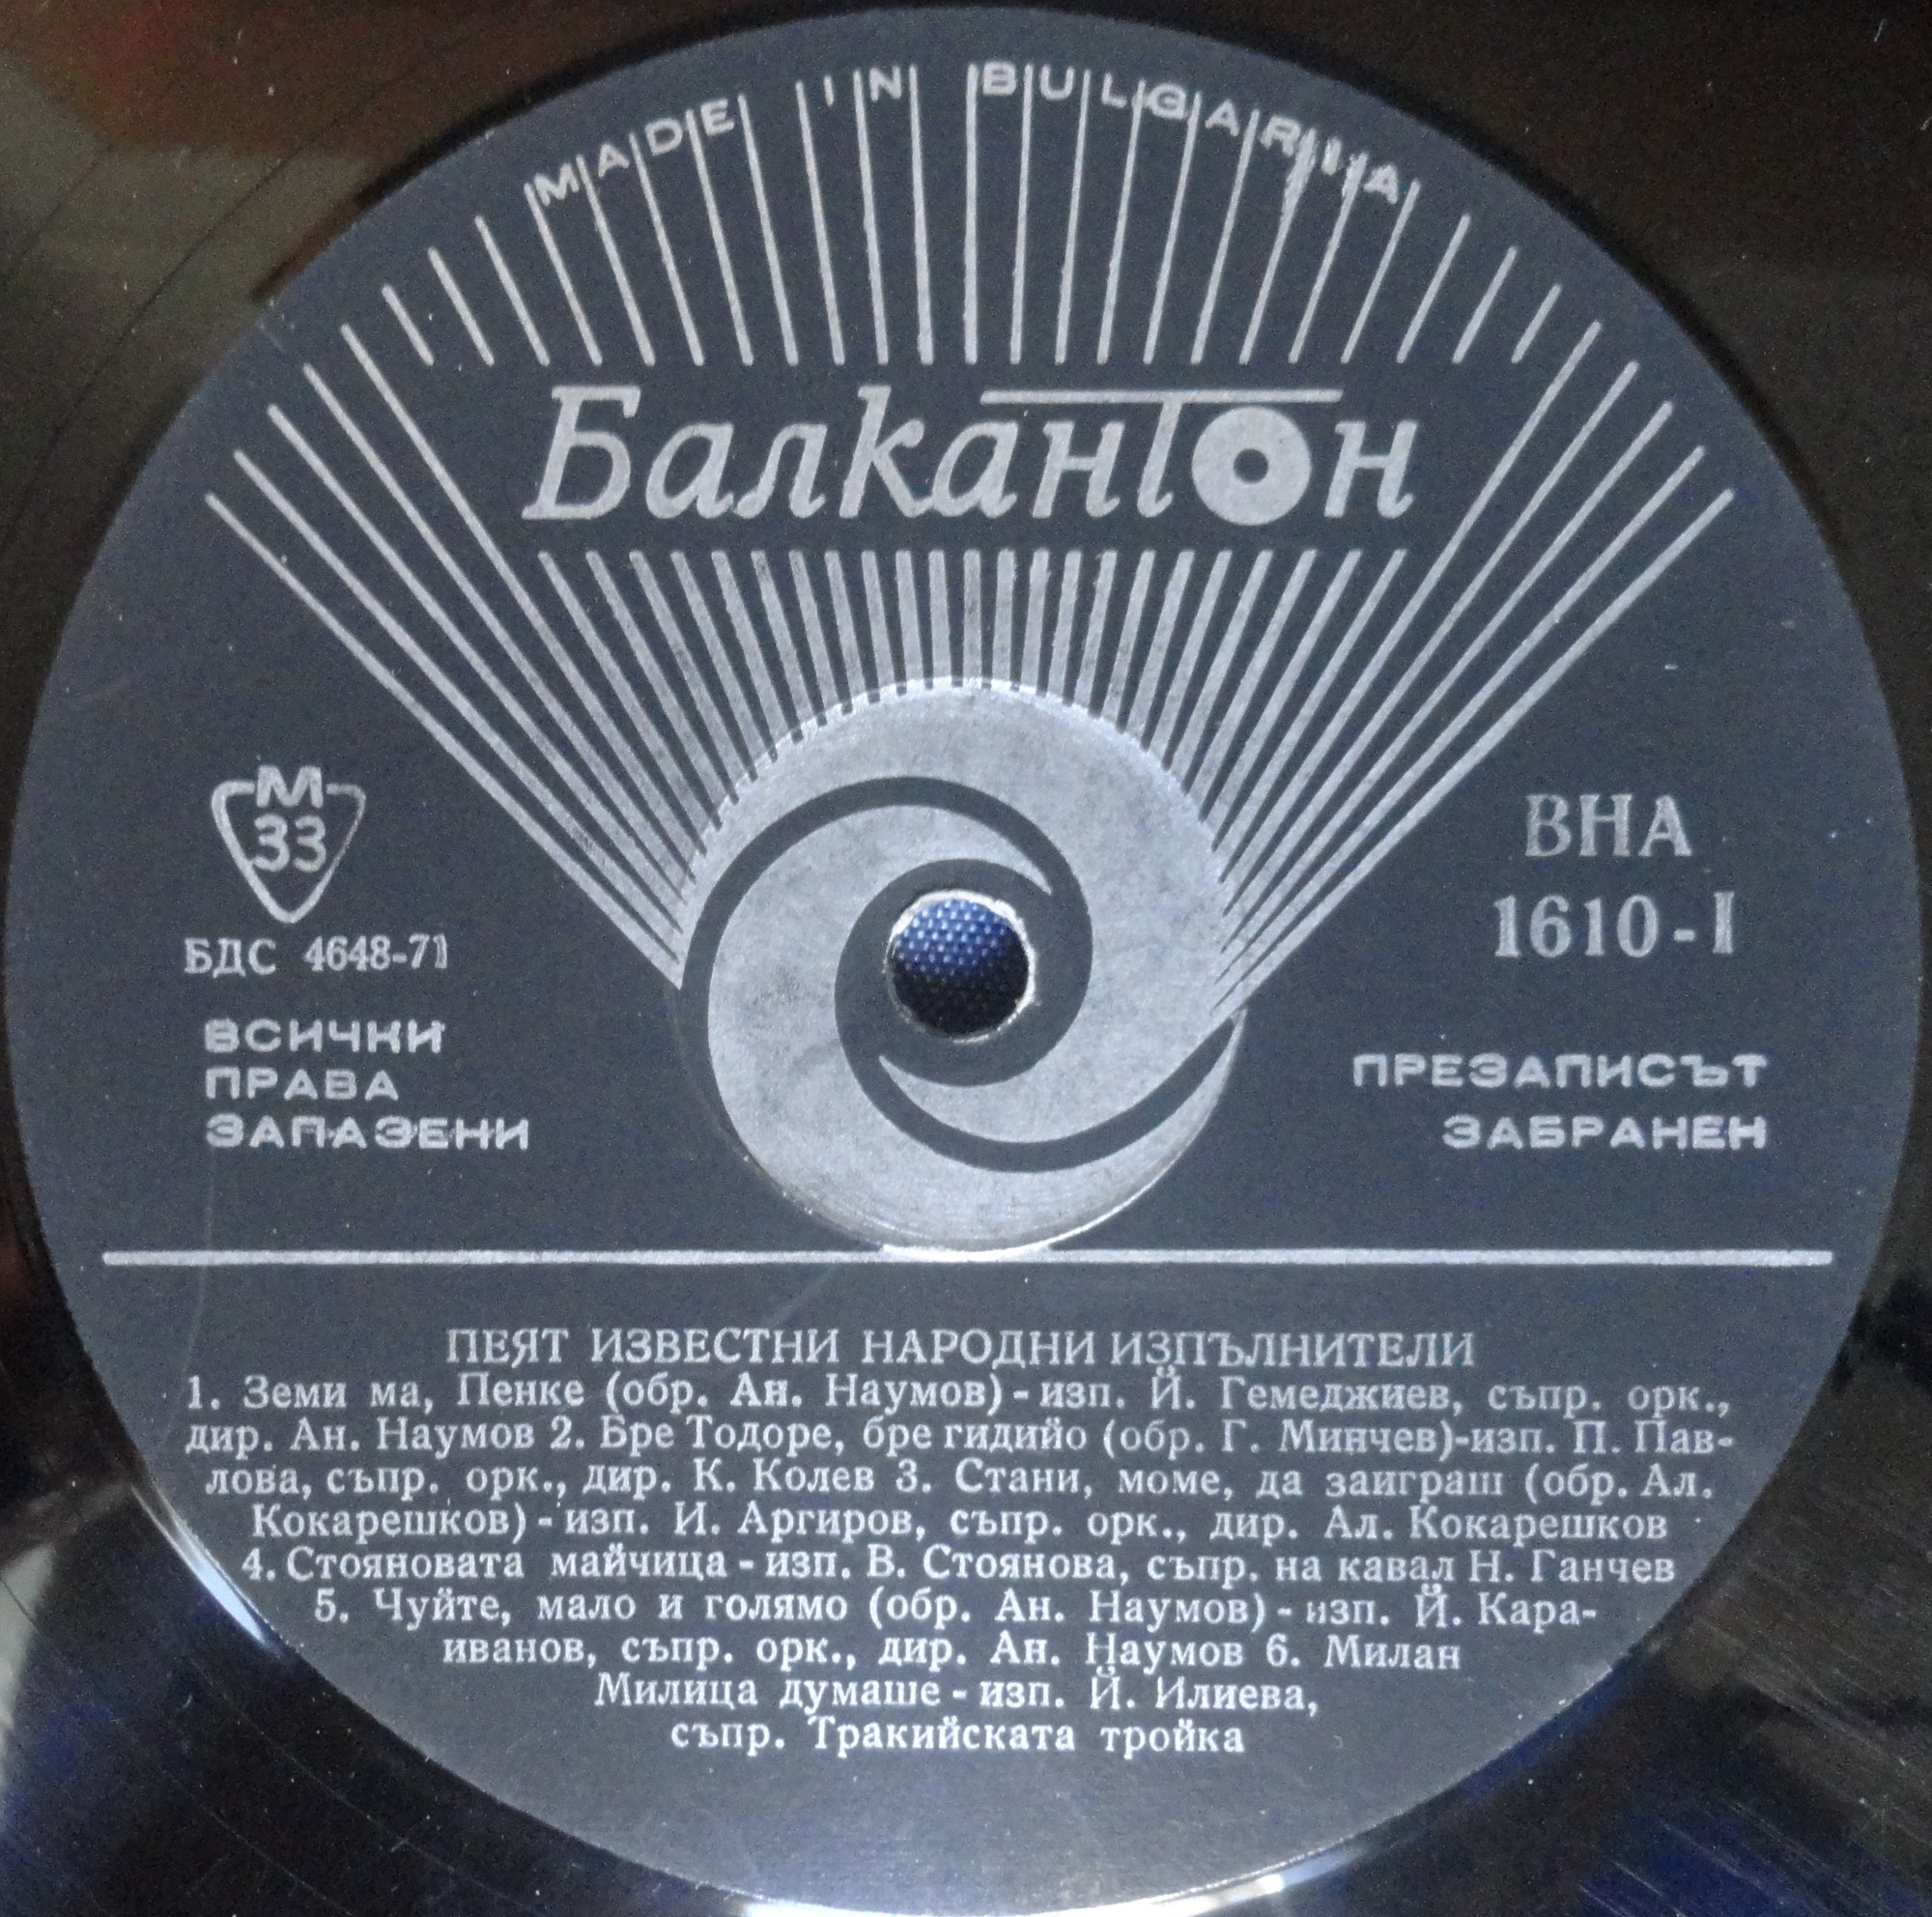 MADE IN BULGARIA
Балкантон
М
33
БДС 4648-71
ВСИЧКИ
ПРАВА
ЗАПАЗЕНИ
ВНА
1610-I
ПРЕЗАПИСЪТ
ЗАБРАНЕН
ПЕЯТ ИЗВЕСТНИ НАРОДНИ ИЗПЪЛНИТЕЛИ
1. Земи ма, Пенке (обр. Ан. Наумов) - изп. Й. Гемеджиев, съпр. орк.,
дир. Ан. Наумов 2. Бре Тодоре, бре гидийо (обр. Г. Минчев)-изп. П. Пав-
лова, съпр. орк., дир. К. Колев 3. Стани, моме, да заиграш (обр. Ал.
Кокарешков) - изп. И. Аргиров, съпр. орк., дир. Ал. Кокарешков
4. Стояновата майчица - изп. В. Стоянова, съпр. на кавал Н. Ганчев
5. Чуйте, мало и голямо (обр. Ан. Наумов) - изп. Й. Кара-
иванов, съпр. орк., дир. Ан. Наумов 6. Милан
Милица думаше - изп. Й. Илиева,
съпр. Тракийската тройка